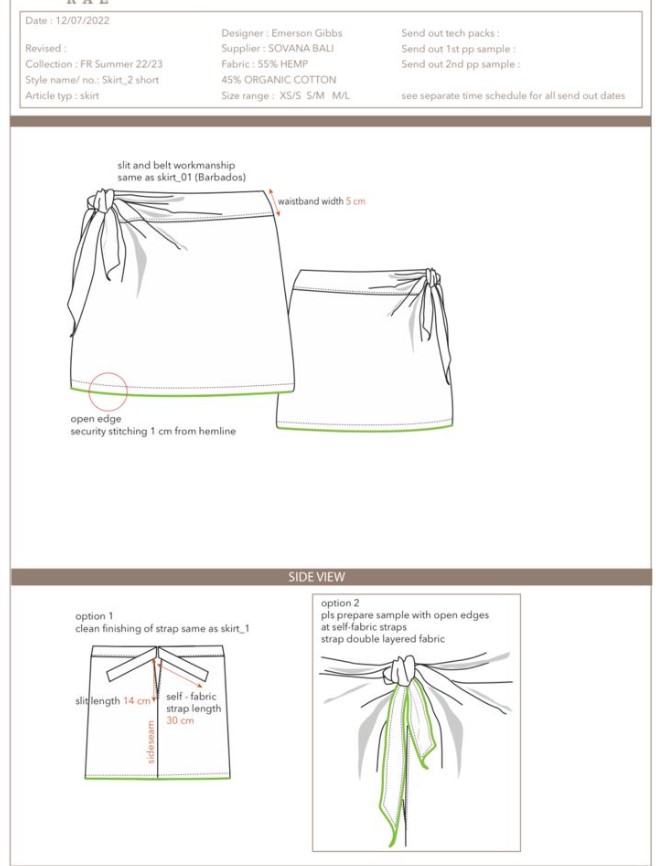 R A E
Date : 12/07/2022
Designer : Emerson Gibbs
Send out tech packs :
Revised :
Supplier : SOVANA BALI
Send out 1st pp sample :
Collection : FR Summer 22/23
Fabric : 55% HEMP
Send out 2nd pp sample :
Style name/ no.: Skirt_2 short
45% ORGANIC COTTON
Article typ : skirt
Size range : XS/S S/M M/L
see separate time schedule for all send out dates
slit and belt workmanship
same as skirt_01 (Barbados)
waistband width 5 cm
open edge
security stitching 1 cm from hemline
SIDE VIEW
option 1
clean finishing of strap same as skirt_1
slit length 14 cm
self - fabric
strap length
30 cm
sideseam
option 2
pls prepare sample with open edges
at self-fabric straps
strap double layered fabric